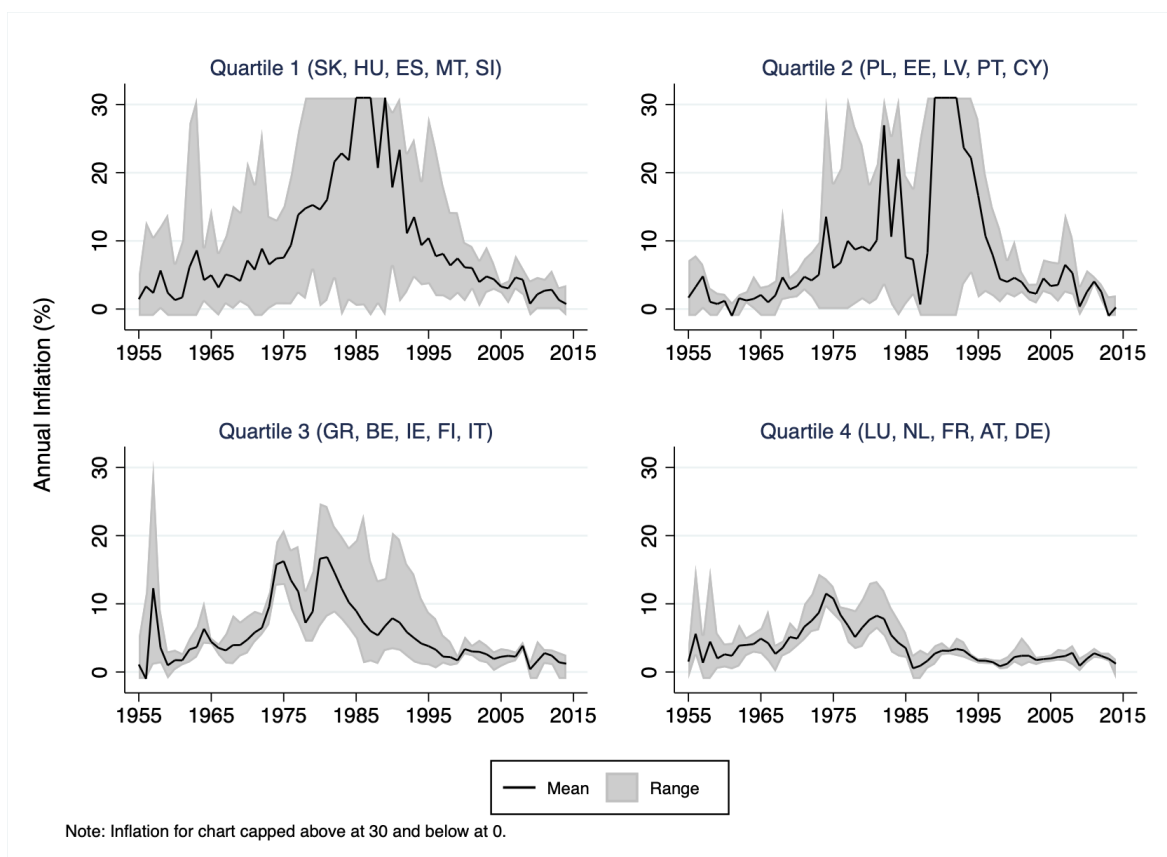 Quartile 1 (SK, HU, ES, MT, SI)
Quartile 2 (PL, EE, LV, PT, CY)
30
20
10
0
1955 1965 1975 1985 1995 2005 2015
30
20
10
0
1955 1965 1975 1985 1995 2005 2015
Annual Inflation (%)
Quartile 3 (GR, BE, IE, FI, IT)
Quartile 4 (LU, NL, FR, AT, DE)
30
20
10
0
1955 1965 1975 1985 1995 2005 2015
30
20
10
0
1955 1965 1975 1985 1995 2005 2015
Mean Range
Note: Inflation for chart capped above at 30 and below at 0.